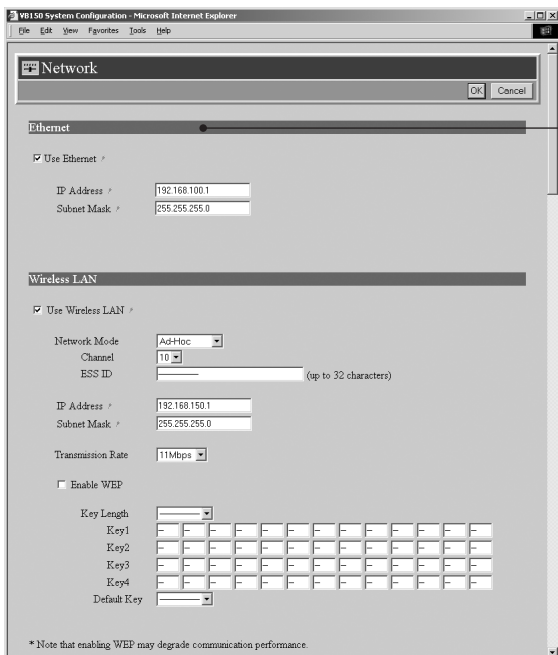 VB150 System Configuration - Microsoft Internet Explorer
File Edit View Favorites Tools Help
Network
OK Cancel
Ethernet
Use Ethernet
IP Address 192.168.100.1
Subnet Mask 255.255.255.0
Wireless LAN
Use Wireless LAN
Network Mode Ad-Hoc
Channel 10
ESS ID (up to 32 characters)
IP Address 192.168.150.1
Subnet Mask 255.255.255.0
Transmission Rate 11Mbps
Enable WEP
Key Length
Key1 - - - - - - - - - - - - -
Key2 - - - - - - - - - - - - -
Key3 - - - - - - - - - - - - -
Key4 - - - - - - - - - - - - -
Default Key
* Note that enabling WEP may degrade communication performance.